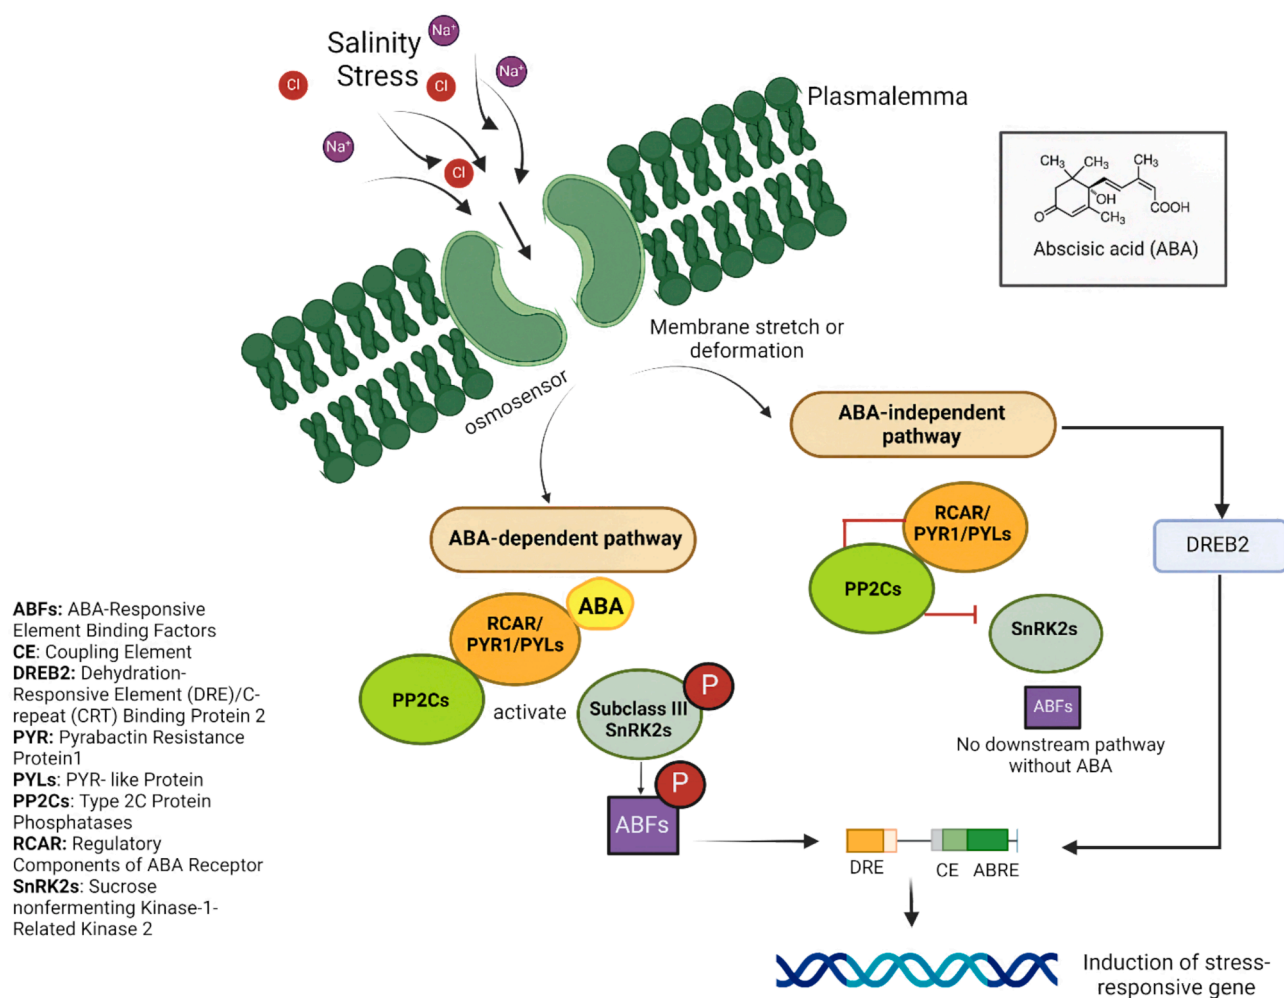 Salinity
Stress
Na⁺
Na⁺
Cl
Cl
Na⁺
Cl
Plasmalemma
CH₃
CH₃
CH₃
OH
O
CH₃
COOH
Abscisic acid (ABA)
Membrane stretch or
deformation
osmosensor
ABA-independent
pathway
ABA-dependent pathway
RCAR/
PYR1/PYLs
PP2Cs
SnRK2s
ABFs
No downstream pathway
without ABA
DREB2
ABA
RCAR/
PYR1/PYLs
PP2Cs
activate
Subclass III
SnRK2s
P
P
ABFs
ABFs: ABA-Responsive
Element Binding Factors
CE: Coupling Element
DREB2: Dehydration-
Responsive Element (DRE)/C-
repeat (CRT) Binding Protein 2
PYR: Pyrabactin Resistance
Protein1
PYLs: PYR- like Protein
PP2Cs: Type 2C Protein
Phosphatases
RCAR: Regulatory
Components of ABA Receptor
SnRK2s: Sucrose
nonfermenting Kinase-1-
Related Kinase 2
DRE
CE
ABRE
Induction of stress-
responsive gene